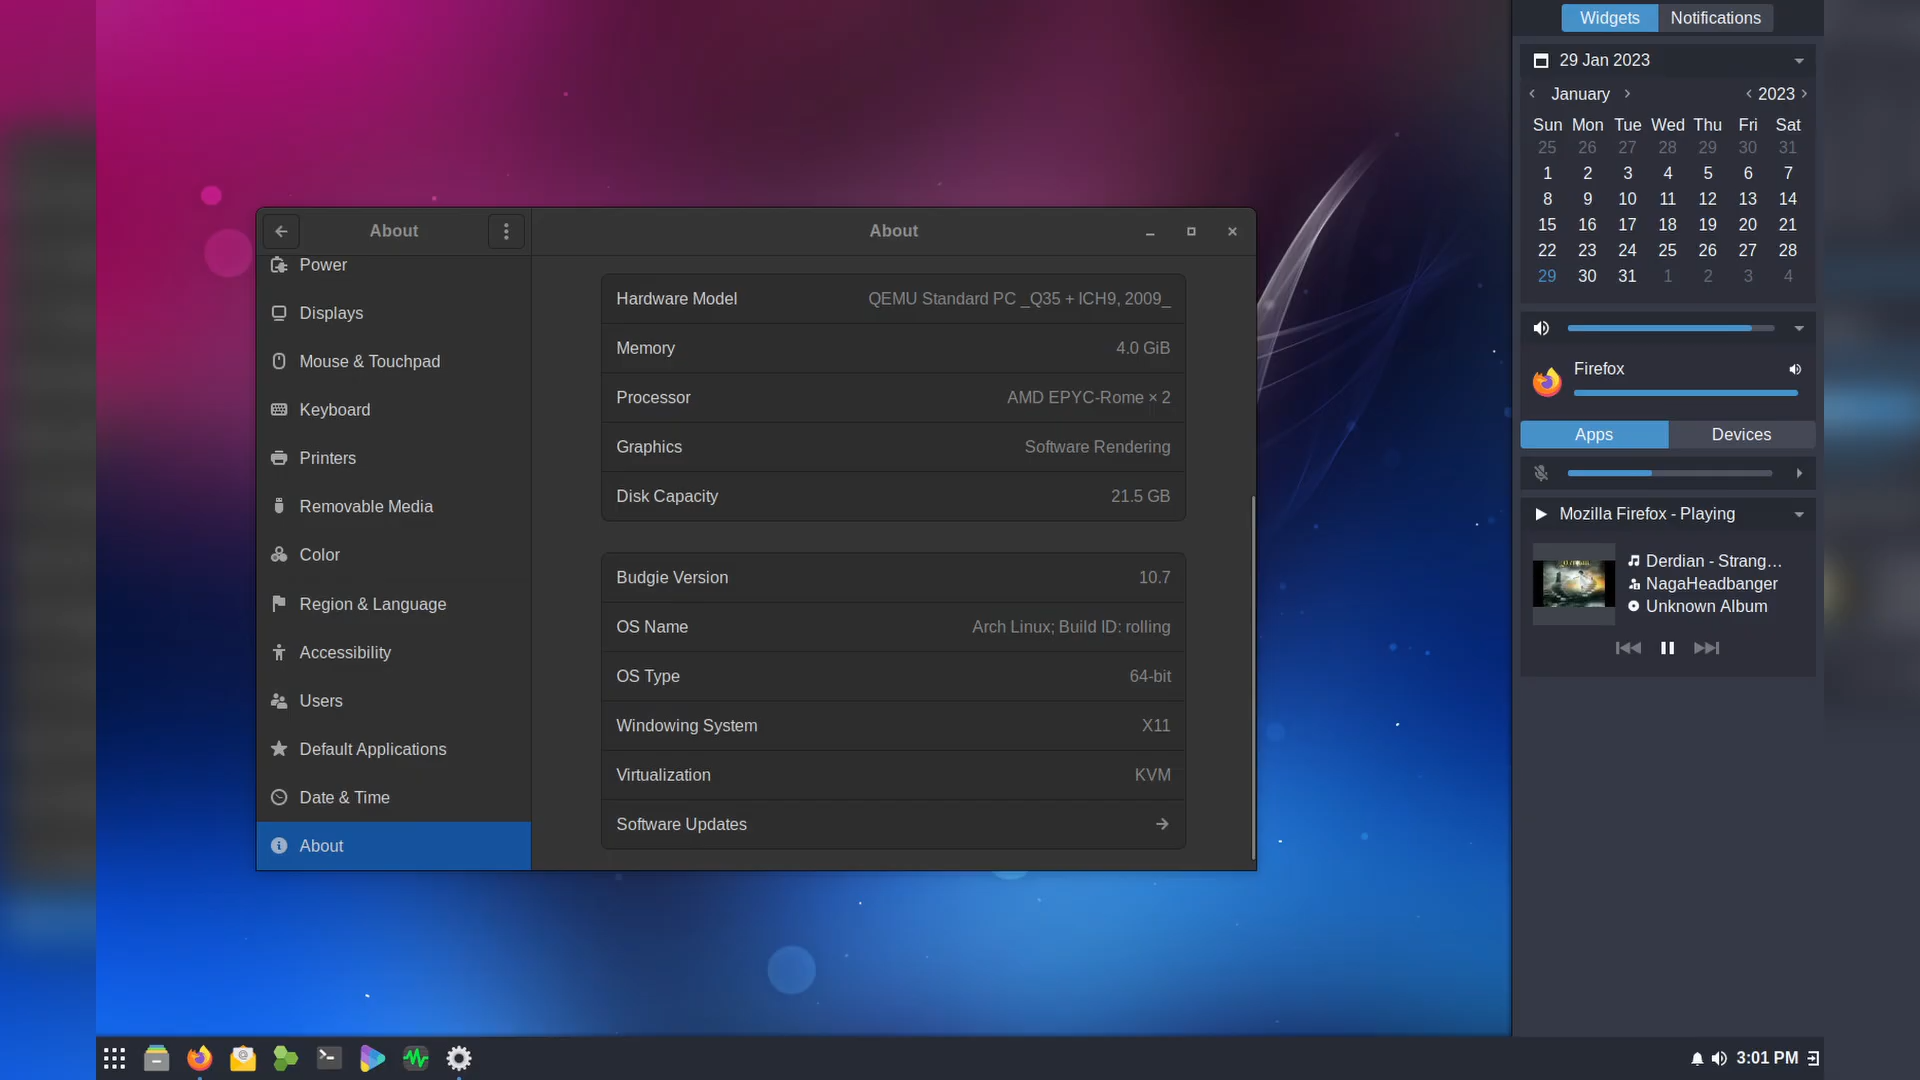 About
Power
Displays
Mouse & Touchpad
Keyboard
Printers
Removable Media
Color
Region & Language
Accessibility
Users
Default Applications
Date & Time
About
About
Hardware Model QEMU Standard PC _Q35 + ICH9, 2009_
Memory 4.0 GiB
Processor AMD EPYC-Rome × 2
Graphics Software Rendering
Disk Capacity 21.5 GB
Budgie Version 10.7
OS Name Arch Linux; Build ID: rolling
OS Type 64-bit
Windowing System X11
Virtualization KVM
Software Updates
Widgets Notifications
29 Jan 2023
January 2023
Sun Mon Tue Wed Thu Fri Sat
25 26 27 28 29 30 31
1 2 3 4 5 6 7
8 9 10 11 12 13 14
15 16 17 18 19 20 21
22 23 24 25 26 27 28
29 30 31 1 2 3 4
Firefox
Apps Devices
Mozilla Firefox - Playing
Derdian - Strang…
NagaHeadbanger
Unknown Album
3:01 PM